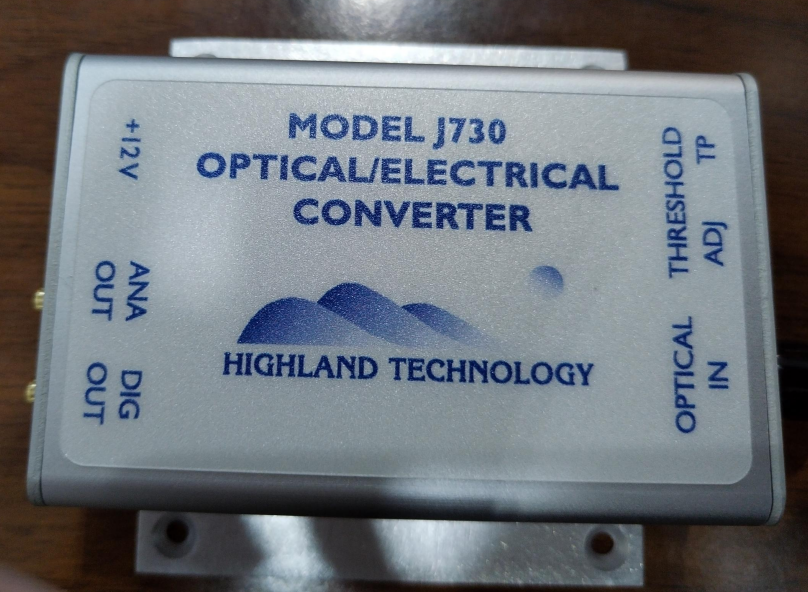 MODEL J730
OPTICAL/ELECTRICAL
CONVERTER
HIGHLAND TECHNOLOGY
+12V
ANA
OUT
DIG
OUT
THRESHOLD
TP
ADJ
OPTICAL
IN